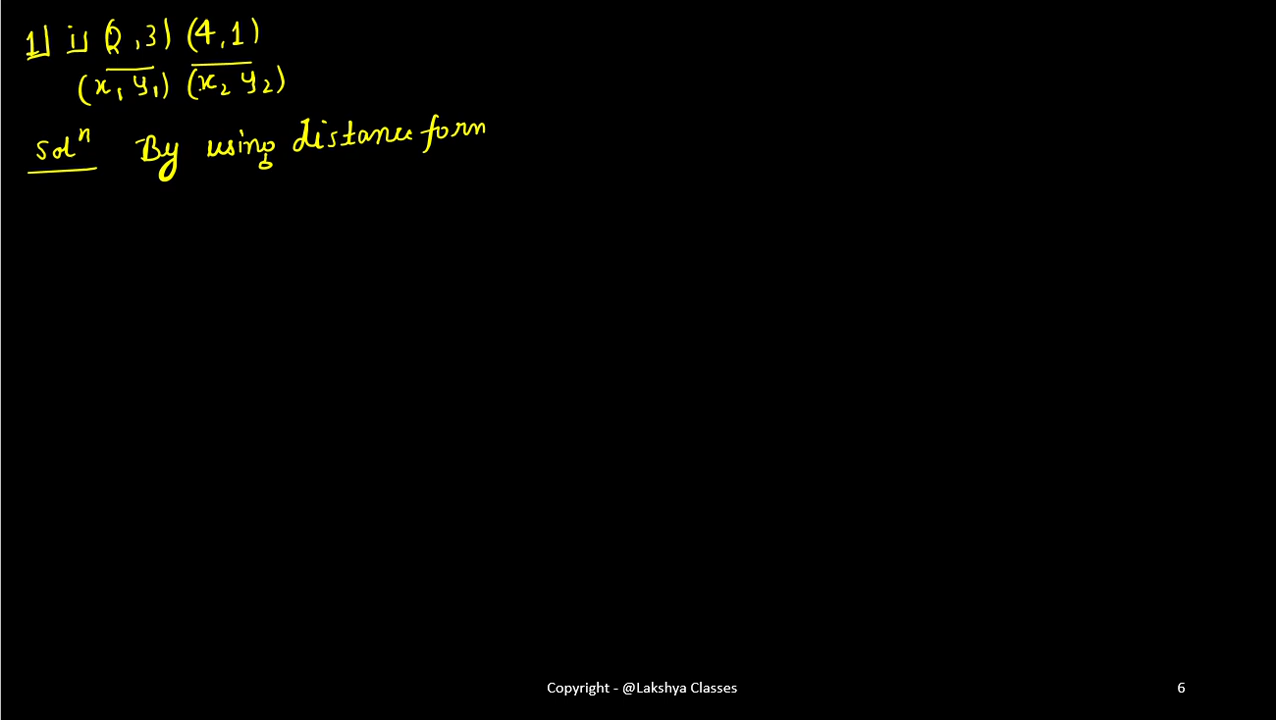 1] i] (2,3) (4,1)
(x₁ y₁) (x₂ y₂)
Solⁿ By using distance form
Copyright - @Lakshya Classes 6